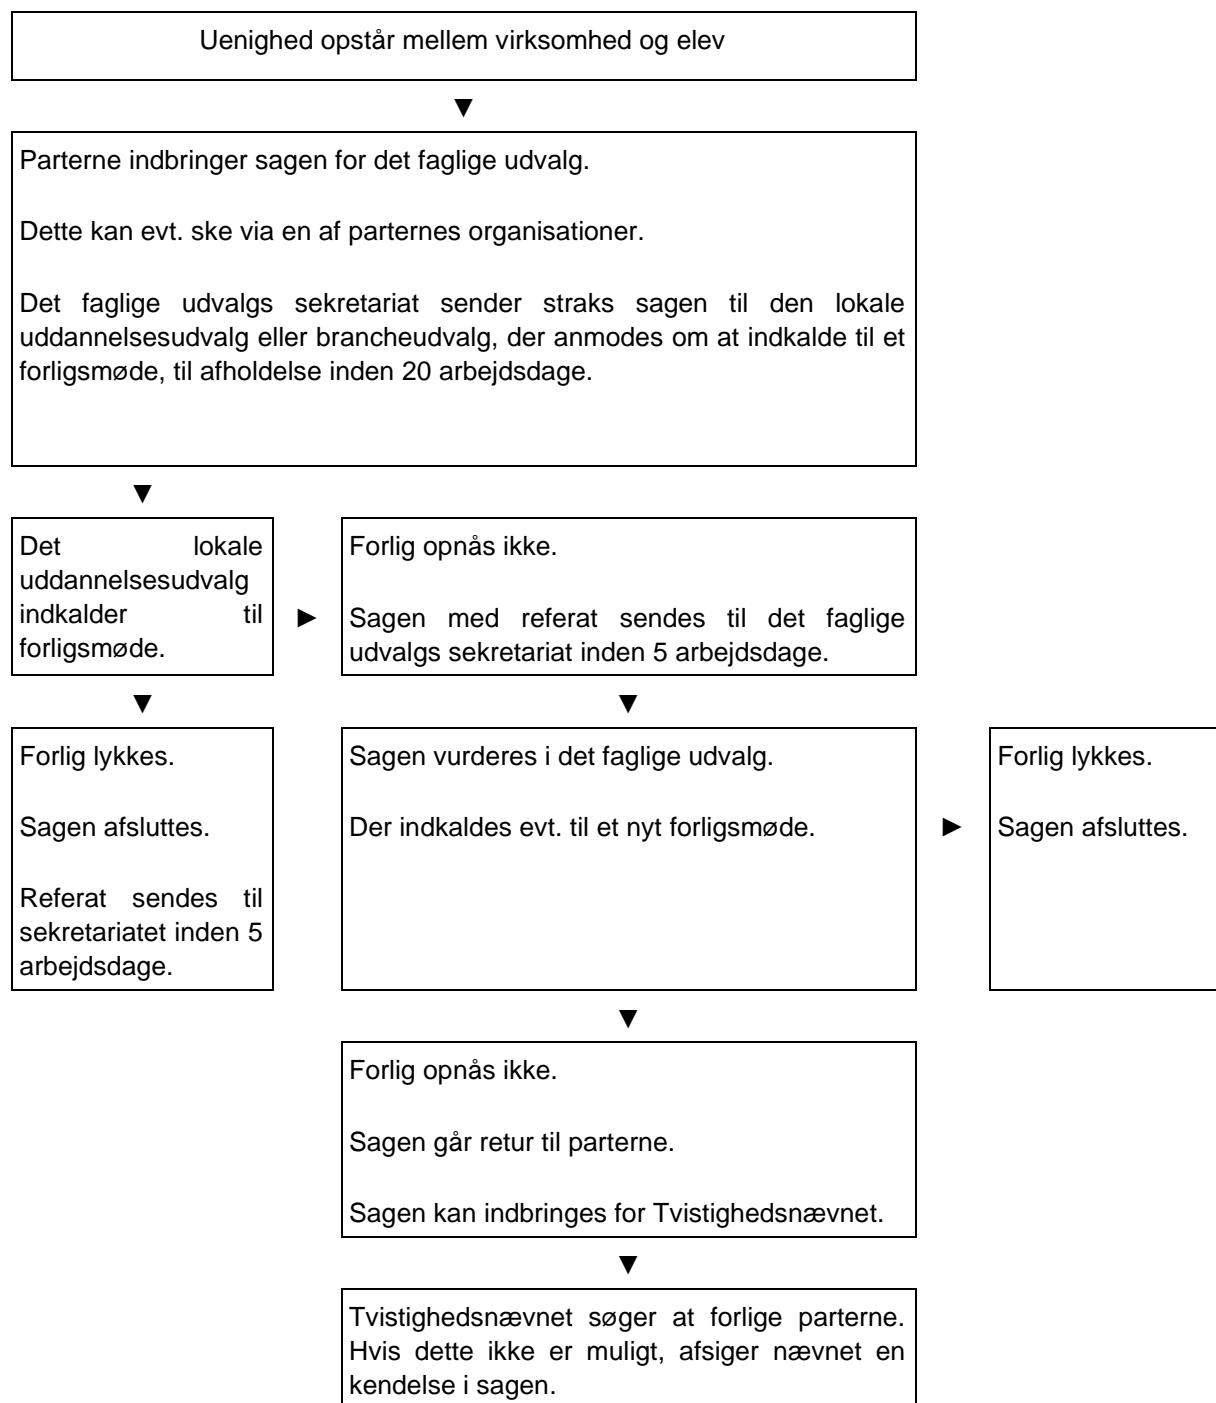 Uenighed opstår mellem virksomhed og elev
▼
Parterne indbringer sagen for det faglige udvalg.
Dette kan evt. ske via en af parternes organisationer.
Det faglige udvalgs sekretariat sender straks sagen til den lokale
uddannelsesudvalg eller brancheudvalg, der anmodes om at indkalde til et
forligsmøde, til afholdelse inden 20 arbejdsdage.
▼
Det lokale
uddannelsesudvalg
indkalder til
forligsmøde.
►
Forlig opnås ikke.
Sagen med referat sendes til det faglige
udvalgs sekretariat inden 5 arbejdsdage.
▼
▼
Forlig lykkes.
Sagen afsluttes.
Referat sendes til
sekretariatet inden 5
arbejdsdage.
Sagen vurderes i det faglige udvalg.
Der indkaldes evt. til et nyt forligsmøde.
►
Forlig lykkes.
Sagen afsluttes.
▼
Forlig opnås ikke.
Sagen går retur til parterne.
Sagen kan indbringes for Tvistighedsnævnet.
▼
Tvistighedsnævnet søger at forlige parterne.
Hvis dette ikke er muligt, afsiger nævnet en
kendelse i sagen.